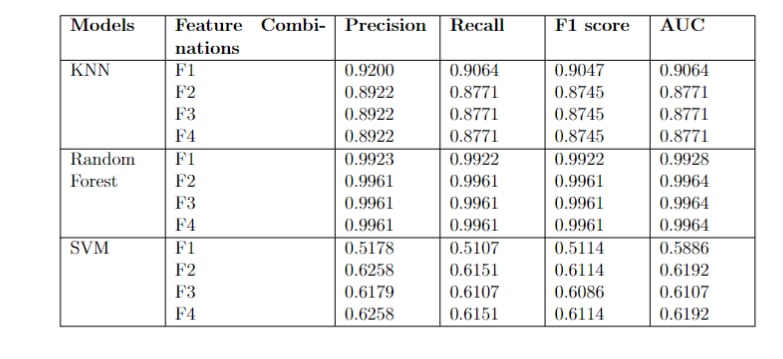 Models Feature Combi- Precision Recall F1 score AUC
nations
KNN F1 0.9200 0.9064 0.9047 0.9064
F2 0.8922 0.8771 0.8745 0.8771
F3 0.8922 0.8771 0.8745 0.8771
F4 0.8922 0.8771 0.8745 0.8771
Random F1 0.9923 0.9922 0.9922 0.9928
Forest F2 0.9961 0.9961 0.9961 0.9964
F3 0.9961 0.9961 0.9961 0.9964
F4 0.9961 0.9961 0.9961 0.9964
SVM F1 0.5178 0.5107 0.5114 0.5886
F2 0.6258 0.6151 0.6114 0.6192
F3 0.6179 0.6107 0.6086 0.6107
F4 0.6258 0.6151 0.6114 0.6192